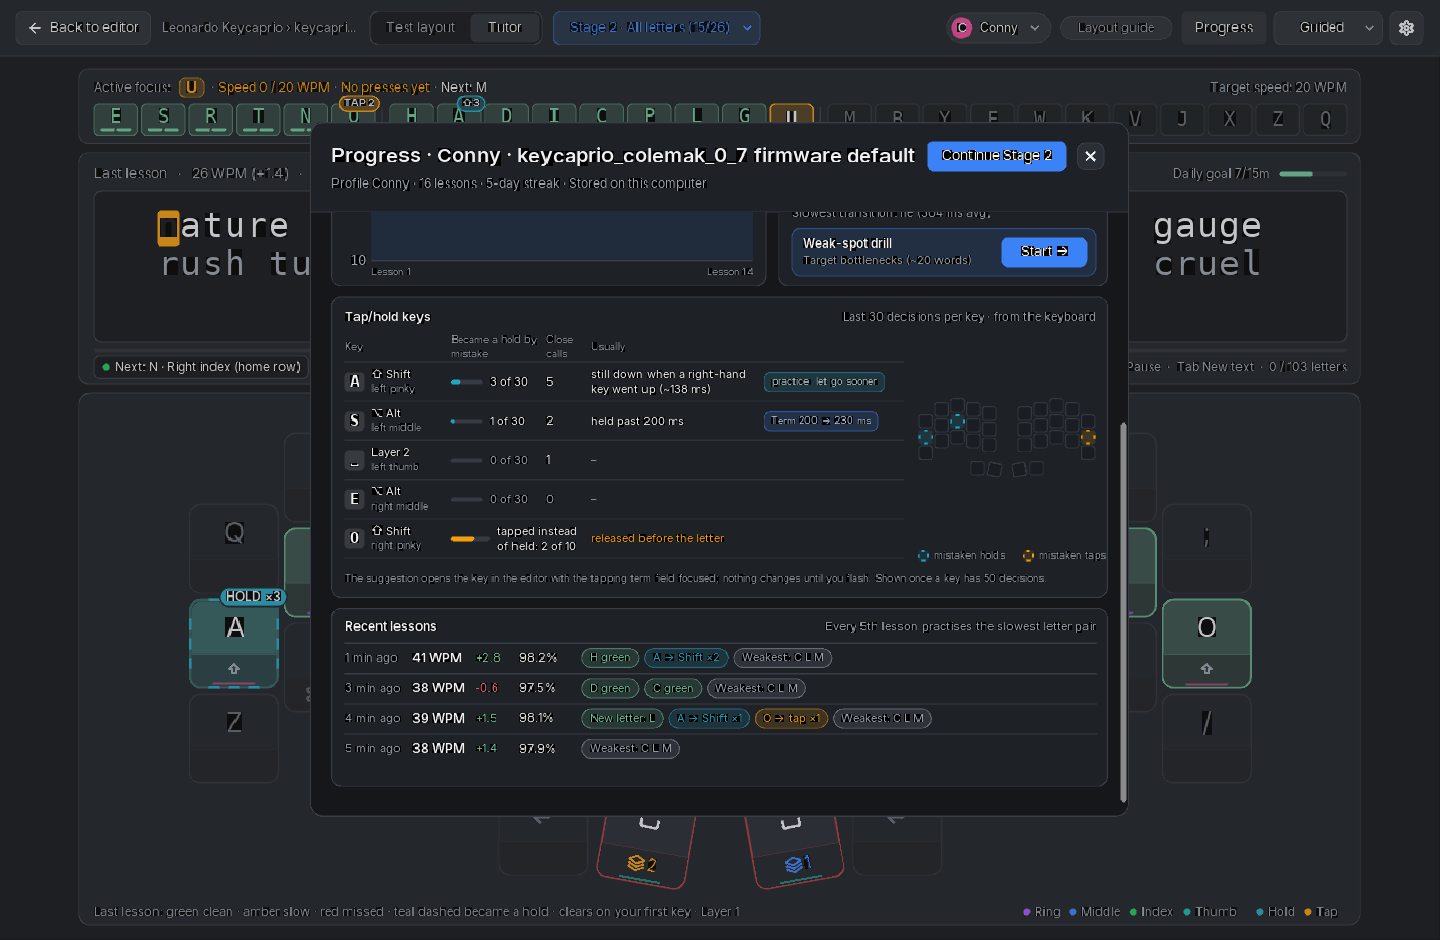 Back to editor
Leonardo Keycaprio › keycapri...
Test layout
Tutor
Stage 2 · All letters (15/26)
C Conny
Layout guide
Progress
Guided
Active focus: U · Speed 0 / 20 WPM · No presses yet · Next: M
Target speed: 20 WPM
TAP 2
⇧3
E S R T N O H A D I C P L G U M B Y F W K V J X Z Q
Last lesson · 26 WPM (+1.4) ·
Daily goal 7/15m
nature
gauge
rush tu
cruel
Next: N · Right index (home row)
Pause · Tab New text · 0 / 103 letters
Progress · Conny · keycaprio_colemak_0_7 firmware default
Continue Stage 2
Profile Conny · 16 lessons · 5-day streak · Stored on this computer
10
Lesson 1
Lesson 14
Weak-spot drill
Target bottlenecks (~20 words)
Start →
Tap/hold keys
Last 30 decisions per key · from the keyboard
Key
Became a hold by mistake
Close calls
Usually
A ⇧ Shift left pinky
3 of 30
5
still down when a right-hand key went up (~138 ms)
practice: let go sooner
S ⌥ Alt left middle
1 of 30
2
held past 200 ms
Term 200 → 230 ms
Layer 2 left thumb
0 of 30
1
–
E ⌥ Alt right middle
0 of 30
0
–
O ⇧ Shift right pinky
tapped instead of held: 2 of 10
released before the letter
mistaken holds
mistaken taps
The suggestion opens the key in the editor with the tapping term field focused; nothing changes until you flash. Shown once a key has 50 decisions.
Recent lessons
Every 5th lesson practises the slowest letter pair
1 min ago 41 WPM +2.8 98.2% H green A → Shift ×2 Weakest: C L M
3 min ago 38 WPM -0.6 97.5% D green C green Weakest: C L M
4 min ago 39 WPM +1.5 98.1% New letter: L A → Shift ×1 O → tap ×1 Weakest: C L M
5 min ago 38 WPM +1.4 97.9% Weakest: C L M
Q
;
HOLD ×3
A
O
Z
/
2
1
Last lesson: green clean · amber slow · red missed · teal dashed became a hold · clears on your first key · Layer 1
Ring
Middle
Index
Thumb
Hold
Tap